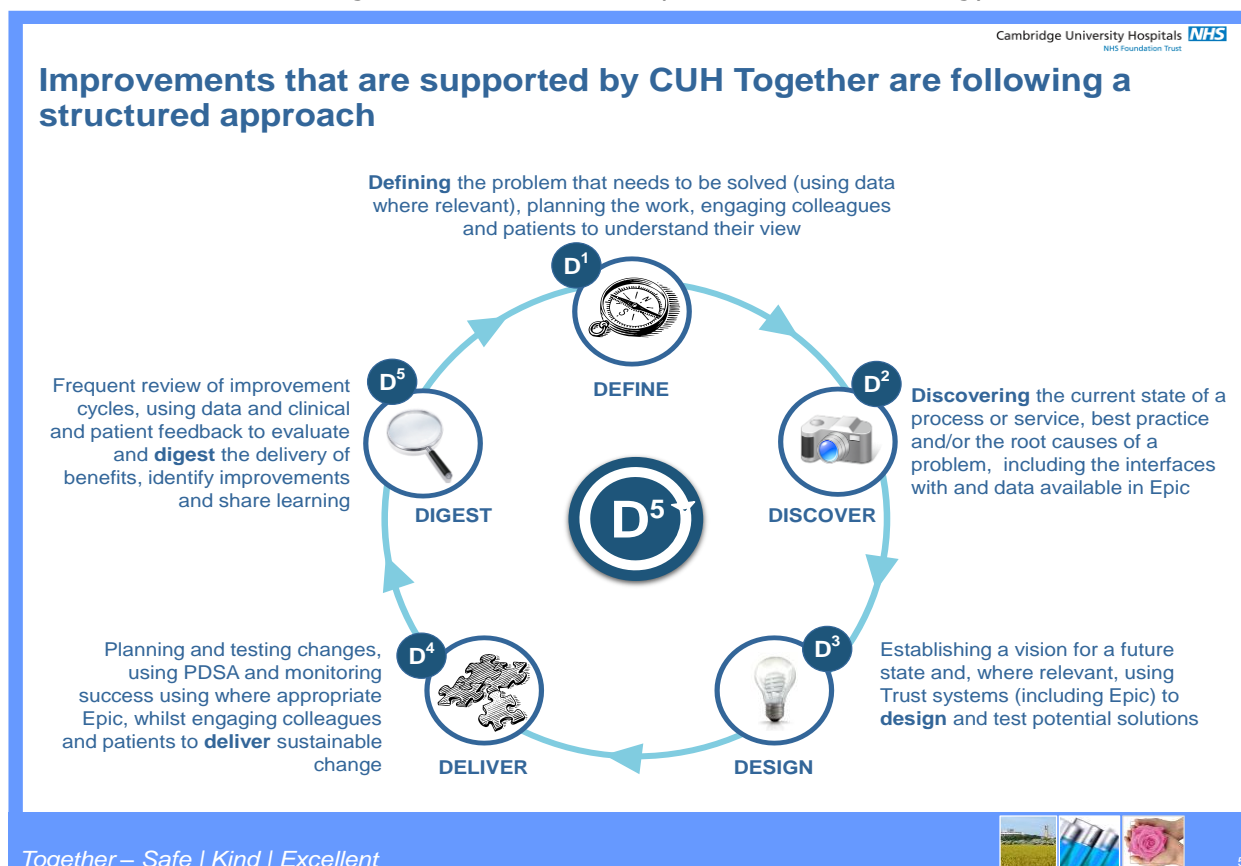 Cambridge University Hospitals NHS
NHS Foundation Trust
Improvements that are supported by CUH Together are following a
structured approach
Defining the problem that needs to be solved (using data
where relevant), planning the work, engaging colleagues
and patients to understand their view
D1
DEFINE
D2
Discovering the current state of a
process or service, best practice
and/or the root causes of a
problem, including the interfaces
with and data available in Epic
DISCOVER
D3
Establishing a vision for a future
state and, where relevant, using
Trust systems (including Epic) to
design and test potential solutions
DESIGN
D4
Planning and testing changes,
using PDSA and monitoring
success using where appropriate
Epic, whilst engaging colleagues
and patients to deliver sustainable
change
DELIVER
D5
Frequent review of improvement
cycles, using data and clinical
and patient feedback to evaluate
and digest the delivery of
benefits, identify improvements
and share learning
DIGEST
D5
Together – Safe | Kind | Excellent